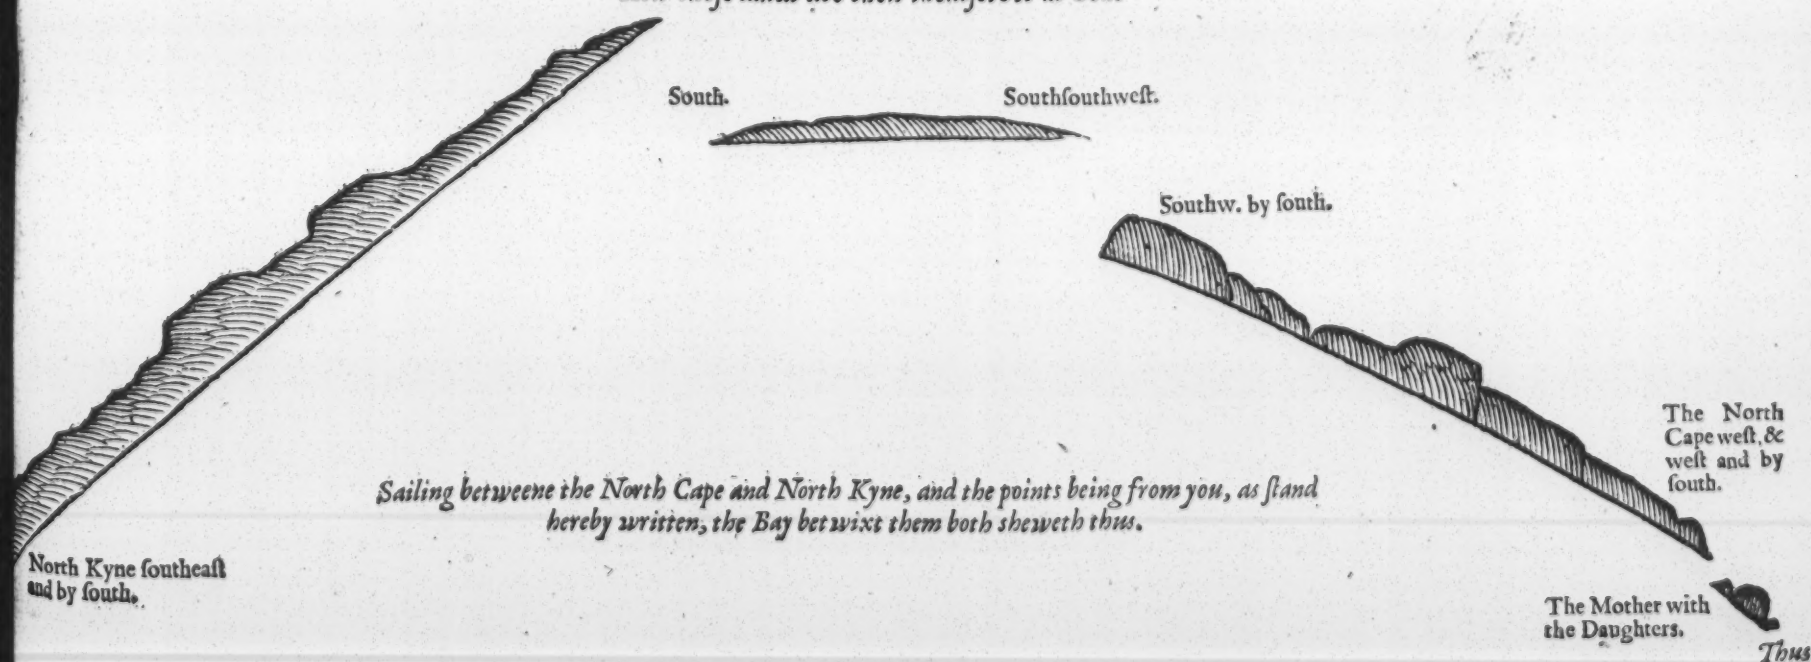 South.
Southſouthweſt.
Southw. by ſouth.
The North
Cape weſt, &
weſt and by
ſouth.
Sailing betweene the North Cape and North Kyne, and the points being from you, as ſtand
hereby written, the Bay betwixt them both sheweth thus.
North Kyne ſoutheaſt
and by ſouth.
The Mother with
the Daughters.
Thus